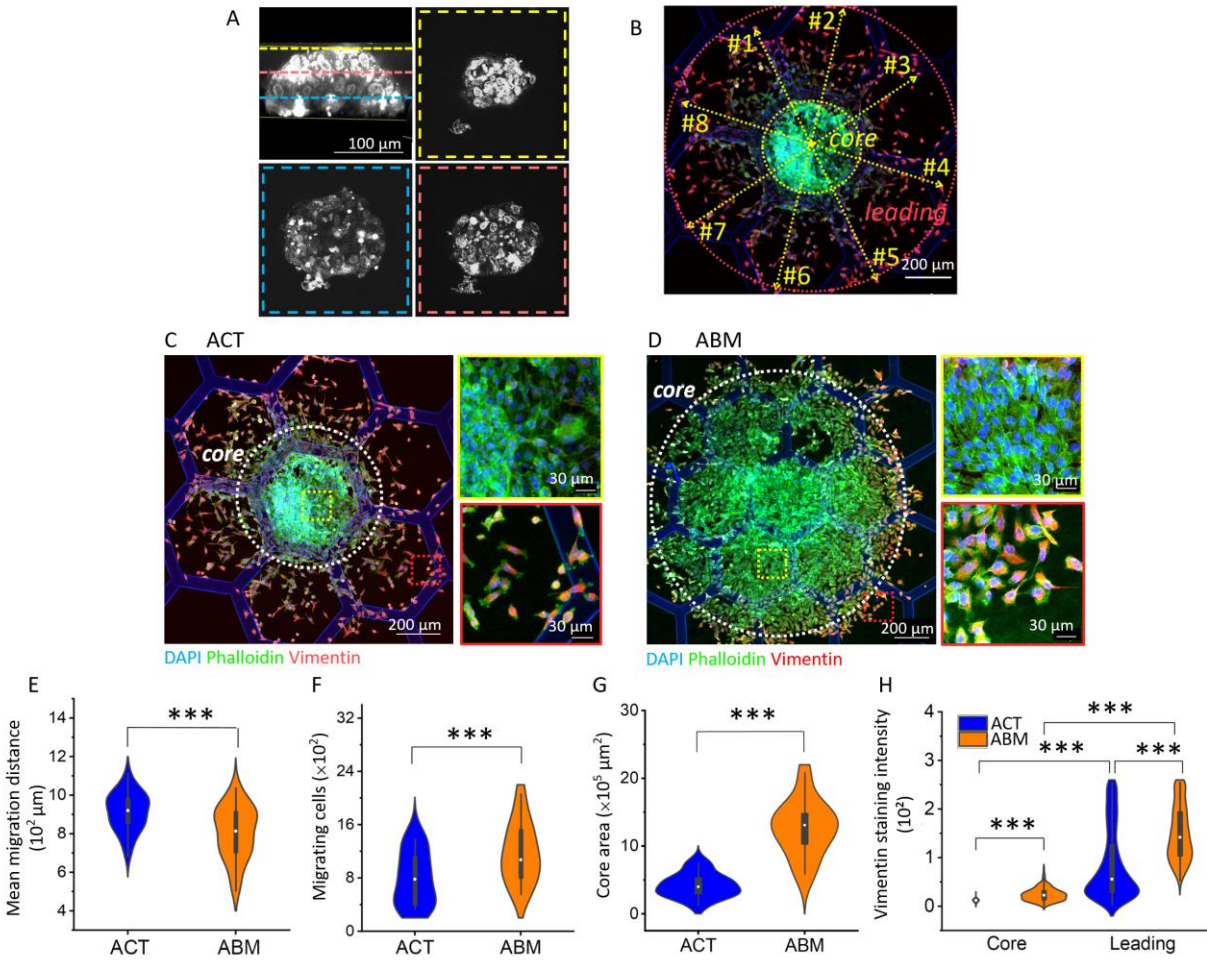 A
100 μm
B
#1
#2
#3
#4
#5
#6
#7
#8
core
leading
200 μm
C ACT
core
200 μm
30 μm
30 μm
DAPI Phalloidin Vimentin
D ABM
core
200 μm
30 μm
30 μm
DAPI Phalloidin Vimentin
E
Mean migration distance
(10² μm)
14
12
10
8
6
4
***
ACT ABM
F
Migrating cells (×10²)
32
24
16
8
0
***
ACT ABM
G
Core area (×10⁵ μm²)
30
20
10
0
***
ACT ABM
H
Vimentin staining intensity
(10²)
4
3
2
1
0
ACT
ABM
***
***
***
***
Core Leading